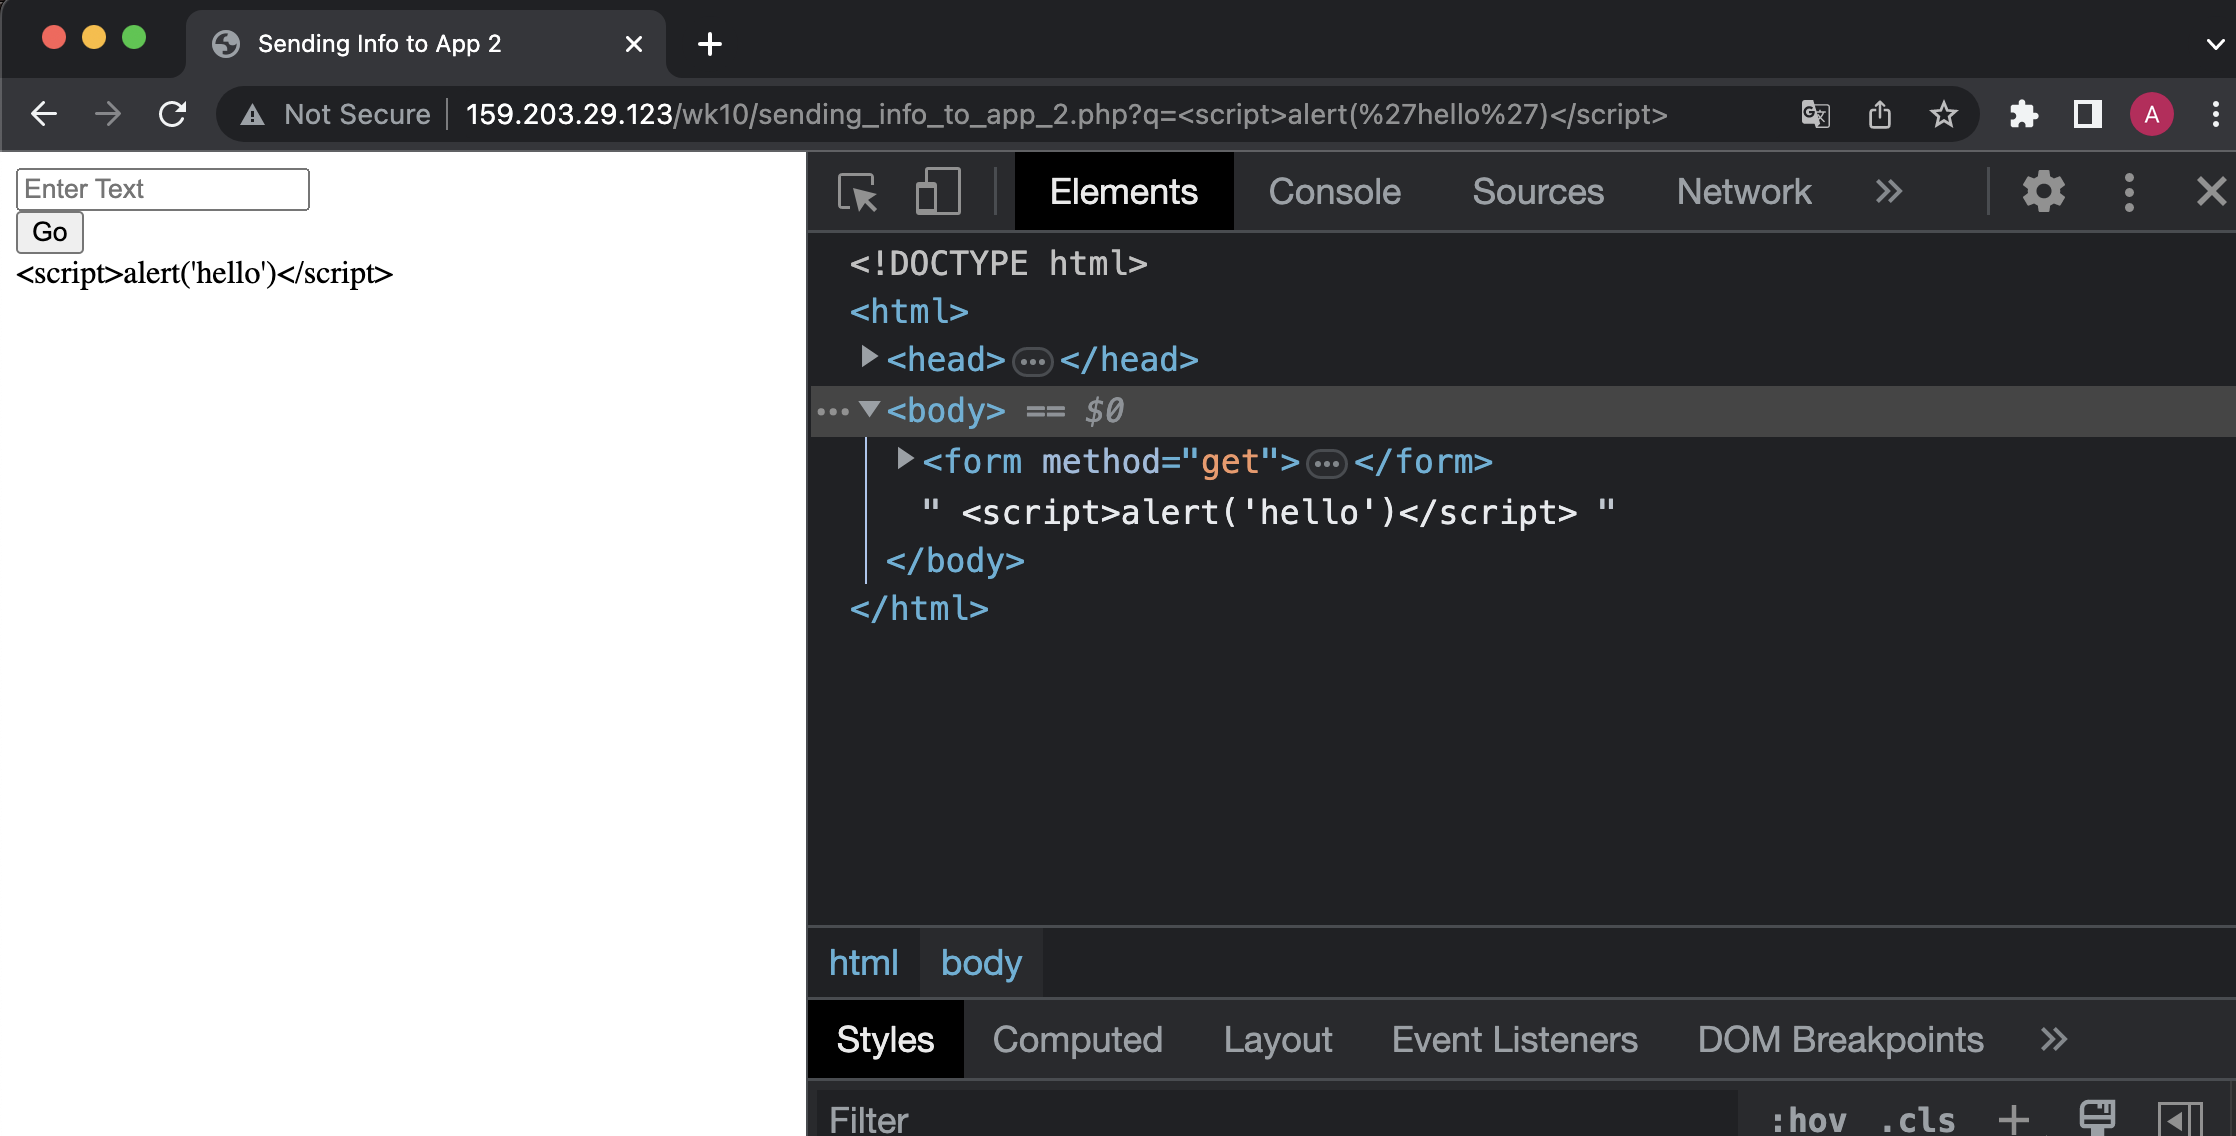 Sending Info to App 2
Not Secure 159.203.29.123/wk10/sending_info_to_app_2.php?q=<script>alert(%27hello%27)</script>
A
Enter Text
Go
<script>alert('hello')</script>
Elements Console Sources Network
<!DOCTYPE html>
<html>
<head>…</head>
<body> == $0
<form method="get">…</form>
" <script>alert('hello')</script> "
</body>
</html>
html body
Styles Computed Layout Event Listeners DOM Breakpoints
Filter :hov .cls